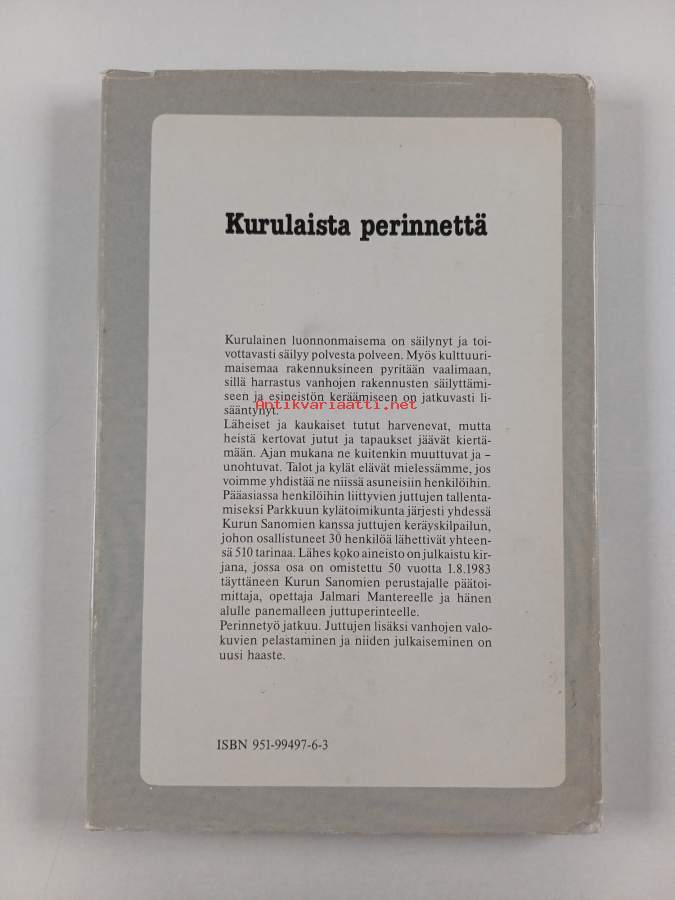 Kurulaista perinnettä
Kurulainen luonnonmaisema on säilynyt ja toi-
vottavasti säilyy polvesta polveen. Myös kulttuuri-
maisemaa rakennuksineen pyritään vaalimaan,
sillä harrastus vanhojen rakennusten säilyttämi-
seen ja esineistön keräämiseen on jatkuvasti li-
Antikvariaatti.net
sääntynyt.
Läheiset ja kaukaiset tutut harvenevat, mutta
heistä kertovat jutut ja tapaukset jäävät kiertä-
mään. Ajan mukana ne kuitenkin muuttuvat ja –
unohtuvat. Talot ja kylät elävät mielessämme, jos
voimme yhdistää ne niissä asuneisiin henkilöihin.
Pääasiassa henkilöihin liittyvien juttujen tallenta-
miseksi Parkkuun kylätoimikunta järjesti yhdessä
Kurun Sanomien kanssa juttujen keräyskilpailun,
johon osallistuneet 30 henkilöä lähettivät yhteen-
sä 510 tarinaa. Lähes koko aineisto on julkaistu kir-
jana, jossa osa on omistettu 50 vuotta 1.8.1983
täyttäneen Kurun Sanomien perustajalle päätoi-
mittaja, opettaja Jalmari Mantereelle ja hänen
alulle panemalleen juttuperinteelle.
Perinnetyö jatkuu. Juttujen lisäksi vanhojen valo-
kuvien pelastaminen ja niiden julkaiseminen on
uusi haaste.
ISBN 951-99497-6-3